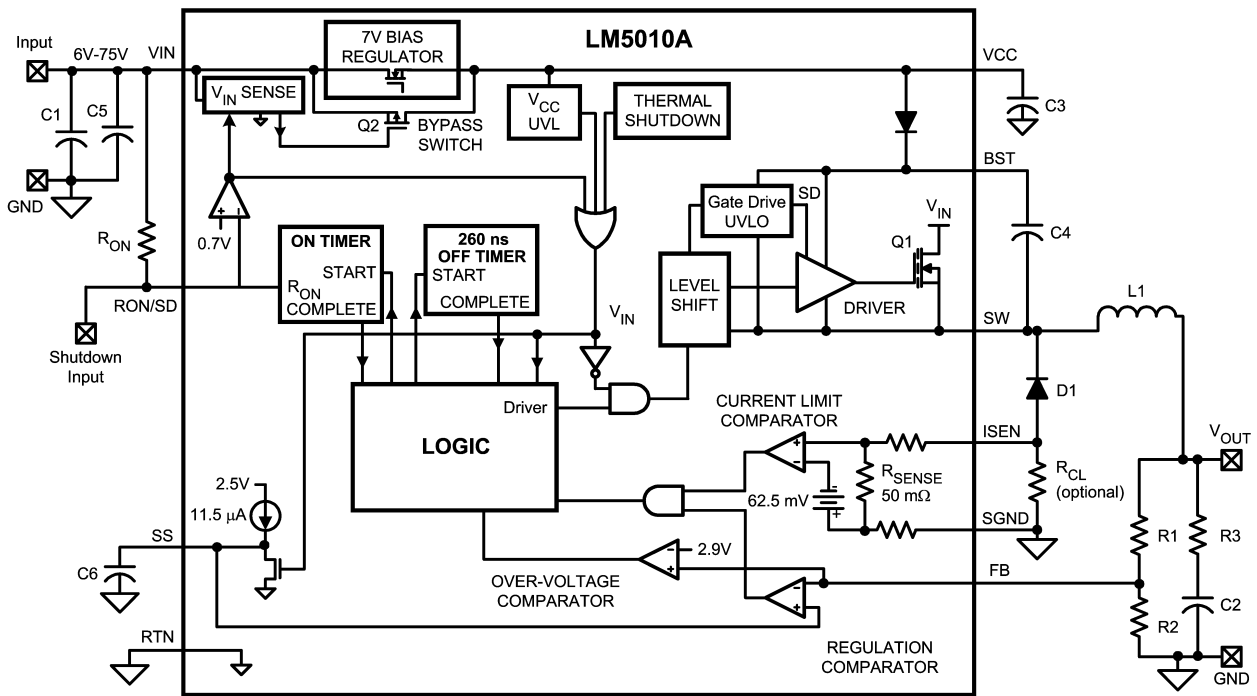 LM5010A
Input
6V-75V
VIN
7V BIAS
REGULATOR
VCC
C1
C5
V_IN SENSE
Q2
BYPASS
SWITCH
V_CC
UVL
THERMAL
SHUTDOWN
C3
GND
BST
+
-
0.7V
R_ON
ON TIMER
START
R_ON
COMPLETE
260 ns
OFF TIMER
START
COMPLETE
Gate Drive
UVLO
SD
V_IN
Q1
C4
LEVEL
SHIFT
DRIVER
L1
RON/SD
V_IN
SW
Shutdown
Input
LOGIC
Driver
CURRENT LIMIT
COMPARATOR
+
-
D1
ISEN
V_OUT
R_SENSE
50 mΩ
62.5 mV
-
+
R_CL
(optional)
SGND
2.5V
11.5 µA
SS
C6
R1
R3
OVER-VOLTAGE
COMPARATOR
-
+
2.9V
FB
-
+
C2
R2
RTN
REGULATION
COMPARATOR
GND